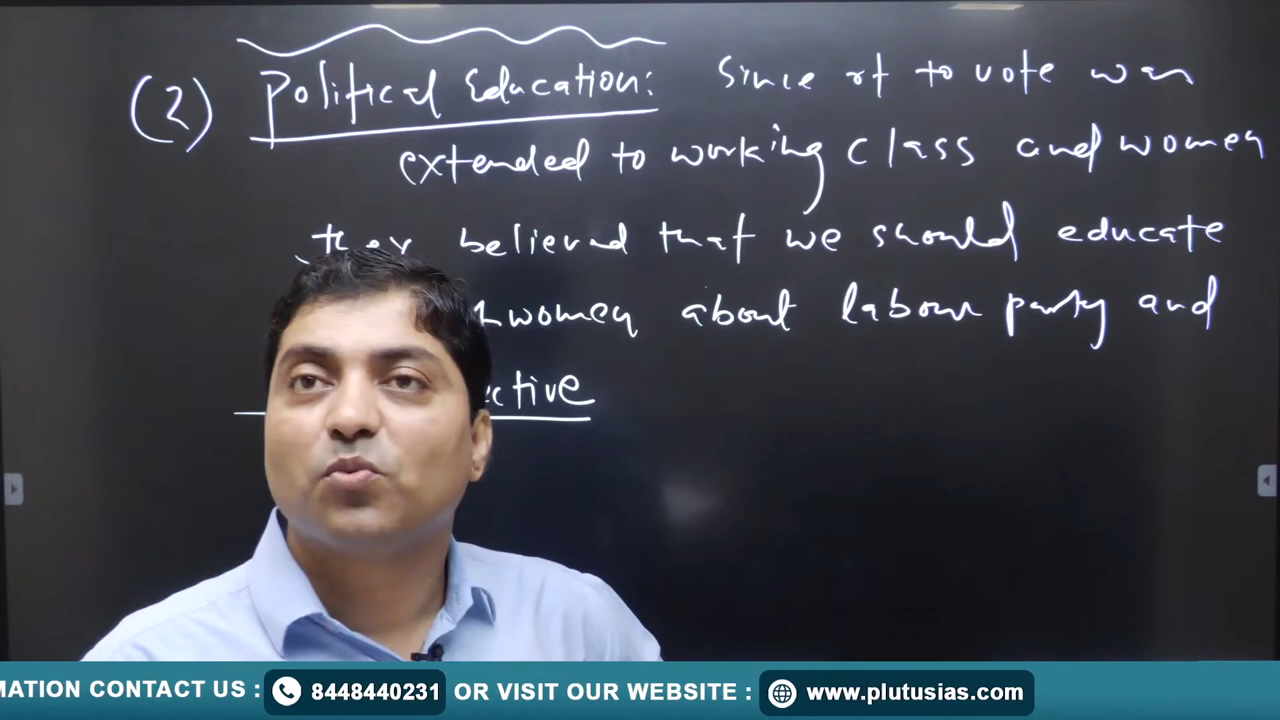 (2) Political Education: Since rt to vote was
extended to working class and women
they believed that we should educate
women about labour party and
ective
MATION CONTACT US : 8448440231 OR VISIT OUR WEBSITE : www.plutusias.com